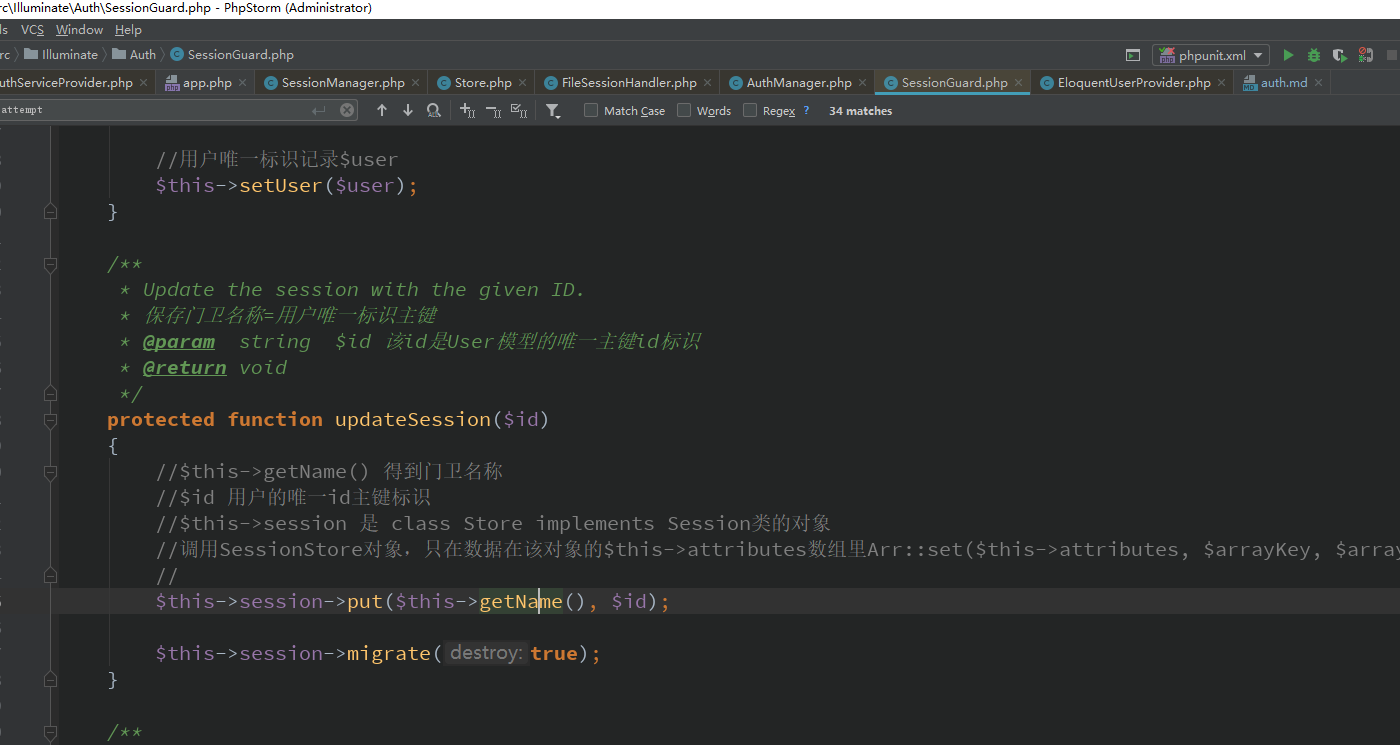 rc\Illuminate\Auth\SessionGuard.php - PhpStorm (Administrator)
ls VCS Window Help
rc Illuminate Auth SessionGuard.php phpunit.xml
uthServiceProvider.php app.php SessionManager.php Store.php FileSessionHandler.php AuthManager.php SessionGuard.php EloquentUserProvider.php auth.md
attempt Match Case Words Regex ? 34 matches
//用户唯一标识记录$user
$this->setUser($user);
}
/**
* Update the session with the given ID.
* 保存门卫名称=用户唯一标识主键
* @param string $id 该id是User模型的唯一主键id标识
* @return void
*/
protected function updateSession($id)
{
//$this->getName() 得到门卫名称
//$id 用户的唯一id主键标识
//$this->session 是 class Store implements Session类的对象
//调用SessionStore对象，只在数据在该对象的$this->attributes数组里Arr::set($this->attributes, $arrayKey, $array
//
$this->session->put($this->getName(), $id);
$this->session->migrate( destroy: true);
}
/**